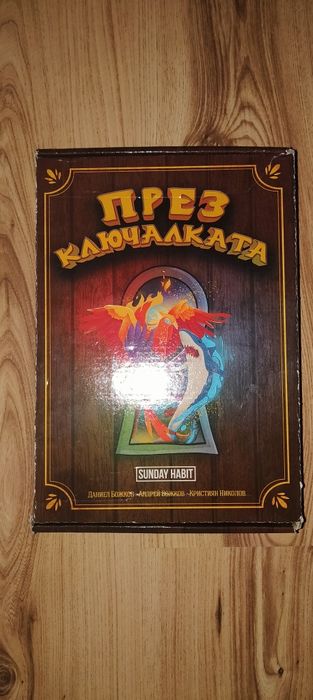 ПРЕЗ
КЛЮЧАЛКАТА
SUNDAY HABIT
ДАНИЕЛ БОЖКОВ · АНДРЕЙ БОЖКОВ · КРИСТИЯН НИКОЛОВ